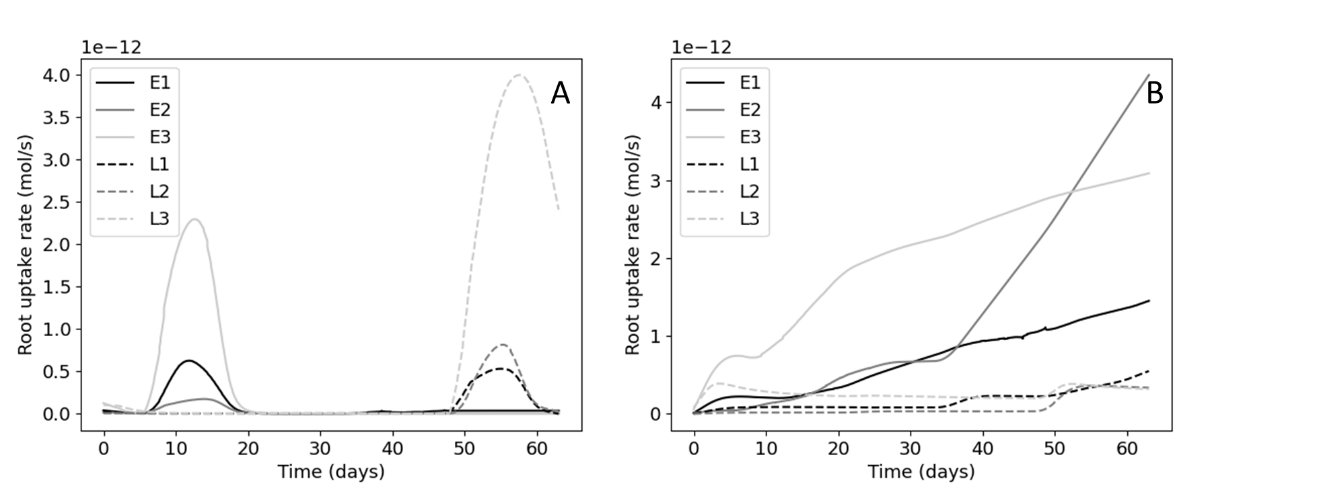 1e−12
A
E1
E2
E3
L1
L2
L3
Root uptake rate (mol/s)
4.0
3.5
3.0
2.5
2.0
1.5
1.0
0.5
0.0
0 10 20 30 40 50 60
Time (days)
1e−12
B
E1
E2
E3
L1
L2
L3
Root uptake rate (mol/s)
4
3
2
1
0
0 10 20 30 40 50 60
Time (days)